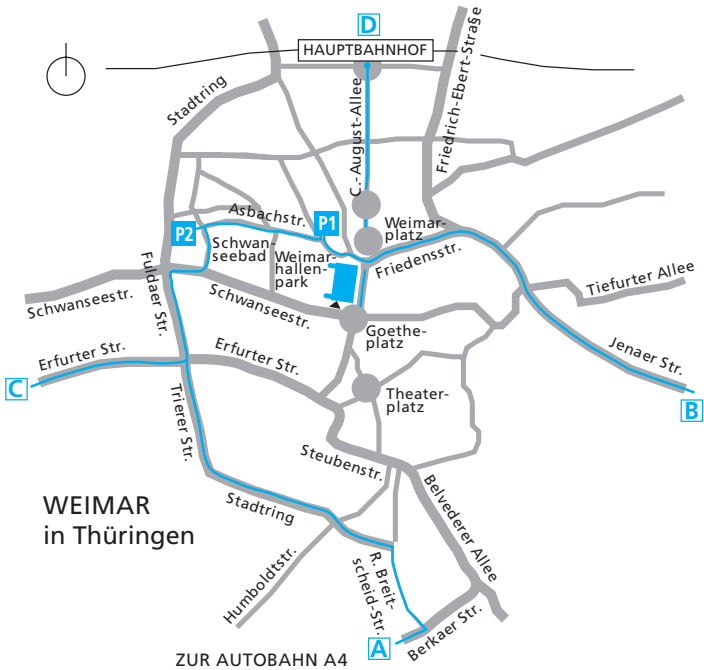 D
HAUPTBAHNHOF
Stadtring
C.-August-Allee
Friedrich-Ebert-Straße
Asbachstr.
P1
P2
Schwan-
seebad
Weimar-
hallen-
park
Weimar-
platz
Friedensstr.
Fuldaer Str.
Schwanseestr.
Schwanseestr.
Tiefurter Allee
Goethe-
platz
Jenaer Str.
Erfurter Str.
Erfurter Str.
C
Theater-
platz
B
Trierer Str.
Steubenstr.
Belvederer Allee
WEIMAR
in Thüringen
Stadtring
Humboldtstr.
R. Breit-
scheid-Str.
A
Berkaer Str.
ZUR AUTOBAHN A4